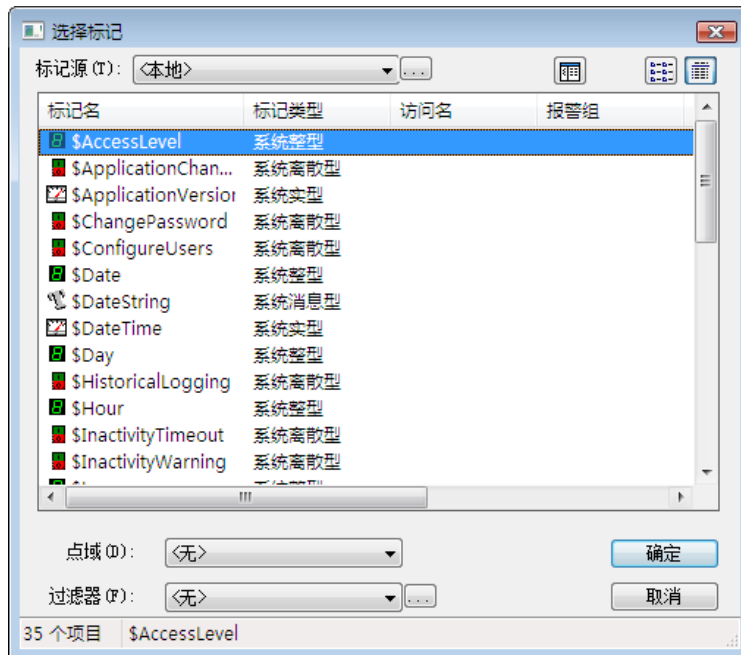 选择标记
标记源(T): <本地> ...
标记名 标记类型 访问名 报警组
$AccessLevel 系统整型
$ApplicationChan... 系统离散型
$ApplicationVersior 系统实型
$ChangePassword 系统离散型
$ConfigureUsers 系统离散型
$Date 系统整型
$DateString 系统消息型
$DateTime 系统实型
$Day 系统整型
$HistoricalLogging 系统离散型
$Hour 系统整型
$InactivityTimeout 系统离散型
$InactivityWarning 系统离散型
点域(D): <无> 确定
过滤器(F): <无> ... 取消
35 个项目 $AccessLevel